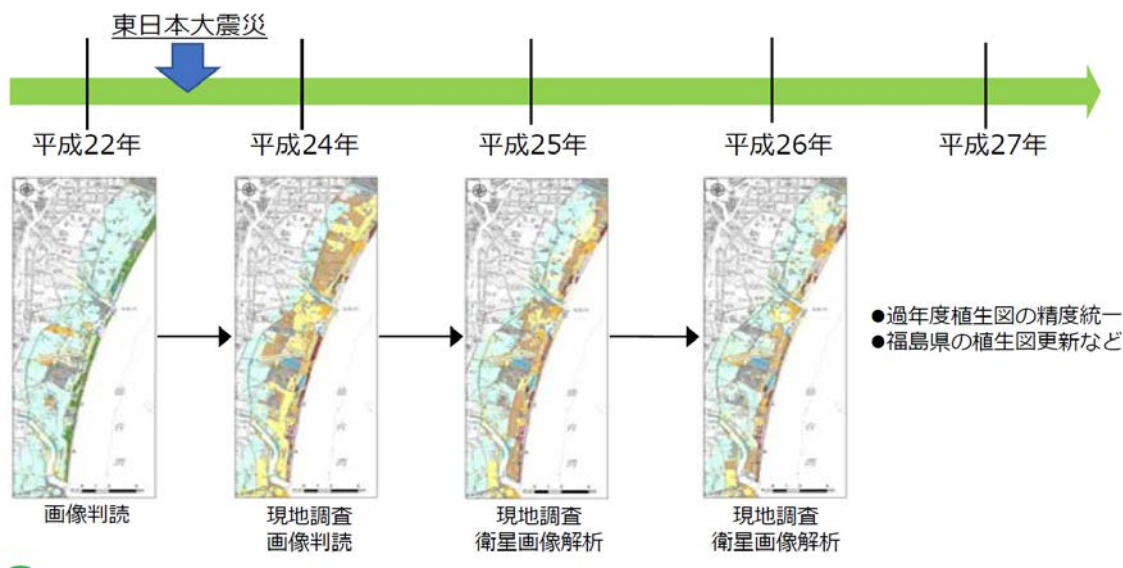 東日本大震災
平成22年
平成24年
平成25年
平成26年
平成27年
●過年度植生図の精度統一
●福島県の植生図更新など
画像判読
現地調査
画像判読
現地調査
衛星画像解析
現地調査
衛星画像解析